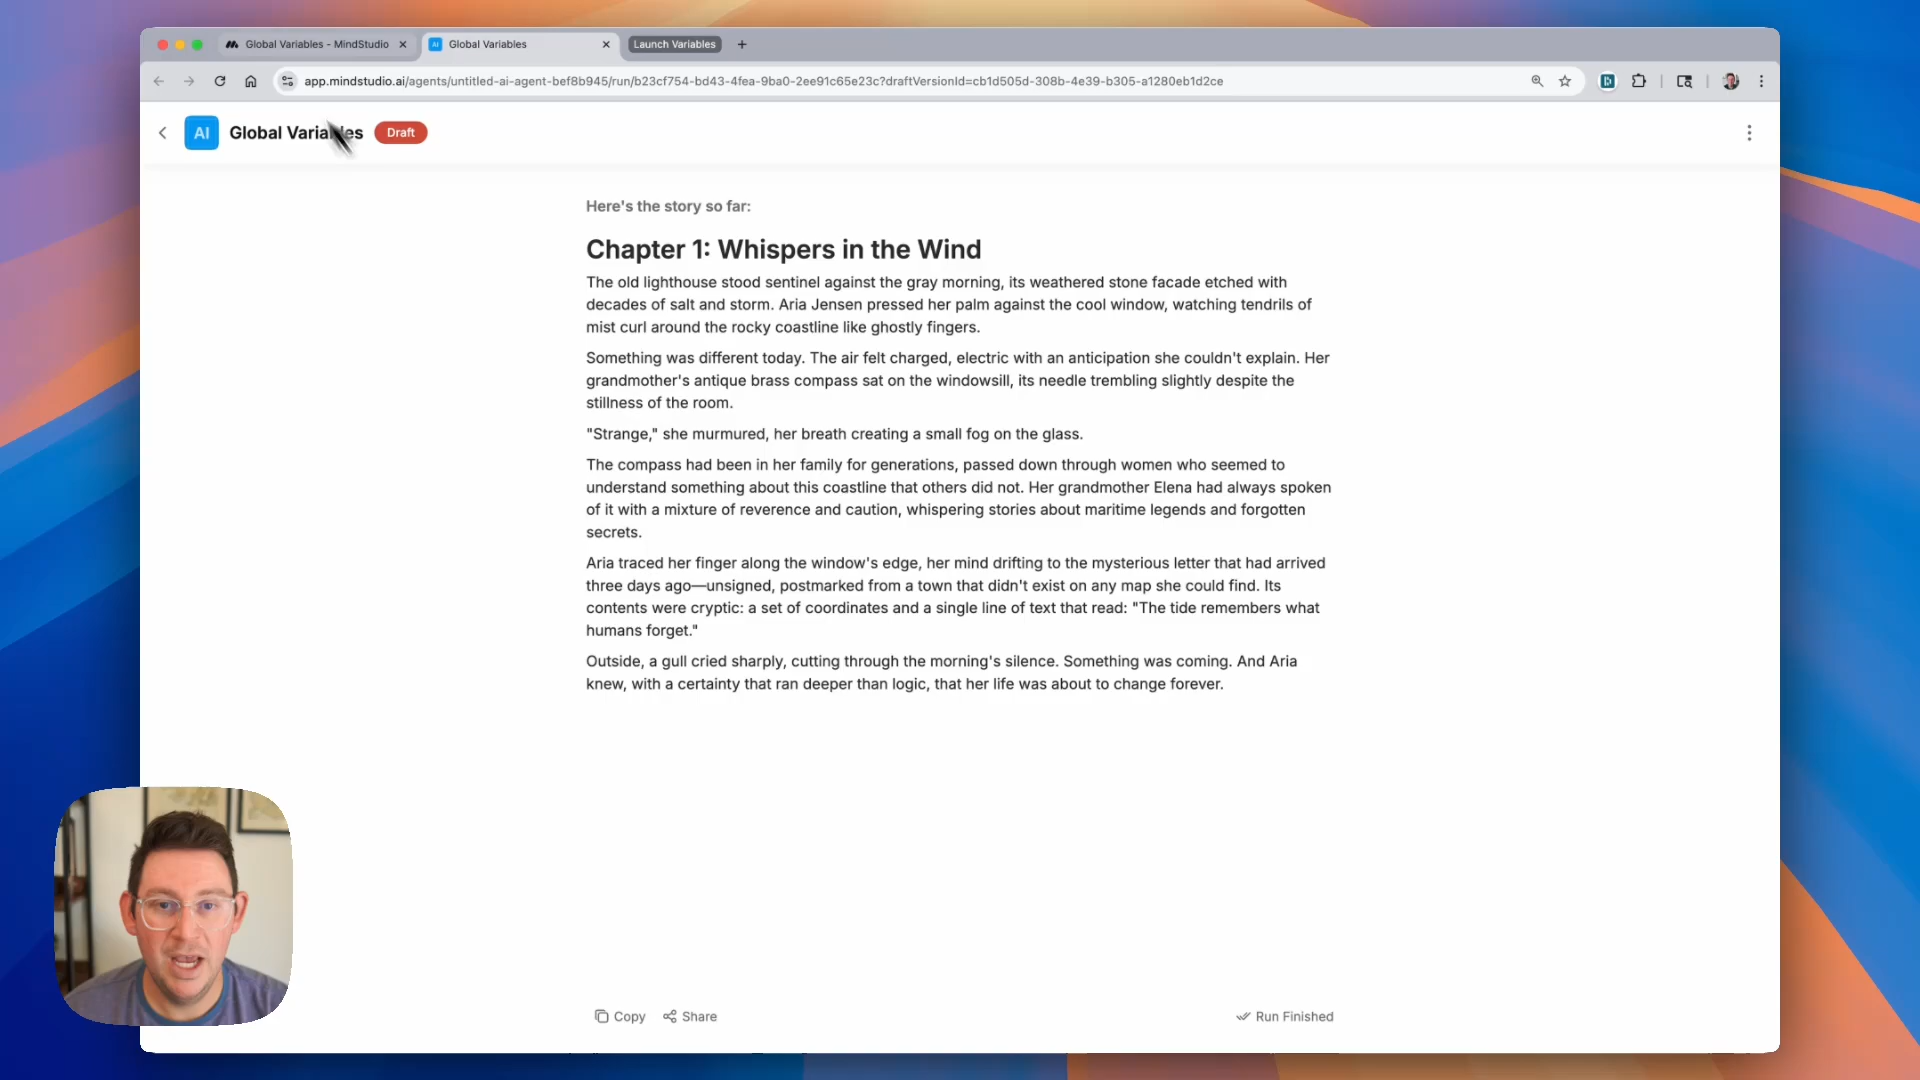 Global Variables - MindStudio
Global Variables
Launch Variables
app.mindstudio.ai/agents/untitled-ai-agent-bef8b945/run/b23cf754-bd43-4fea-9ba0-2ee91c65e23c?draftVersionId=cb1d505d-308b-4e39-b305-a1280eb1d2ce
AI
Global Variables
Draft
Here's the story so far:
Chapter 1: Whispers in the Wind
The old lighthouse stood sentinel against the gray morning, its weathered stone facade etched with
decades of salt and storm. Aria Jensen pressed her palm against the cool window, watching tendrils of
mist curl around the rocky coastline like ghostly fingers.
Something was different today. The air felt charged, electric with an anticipation she couldn't explain. Her
grandmother's antique brass compass sat on the windowsill, its needle trembling slightly despite the
stillness of the room.
"Strange," she murmured, her breath creating a small fog on the glass.
The compass had been in her family for generations, passed down through women who seemed to
understand something about this coastline that others did not. Her grandmother Elena had always spoken
of it with a mixture of reverence and caution, whispering stories about maritime legends and forgotten
secrets.
Aria traced her finger along the window's edge, her mind drifting to the mysterious letter that had arrived
three days ago—unsigned, postmarked from a town that didn't exist on any map she could find. Its
contents were cryptic: a set of coordinates and a single line of text that read: "The tide remembers what
humans forget."
Outside, a gull cried sharply, cutting through the morning's silence. Something was coming. And Aria
knew, with a certainty that ran deeper than logic, that her life was about to change forever.
Copy
Share
Run Finished